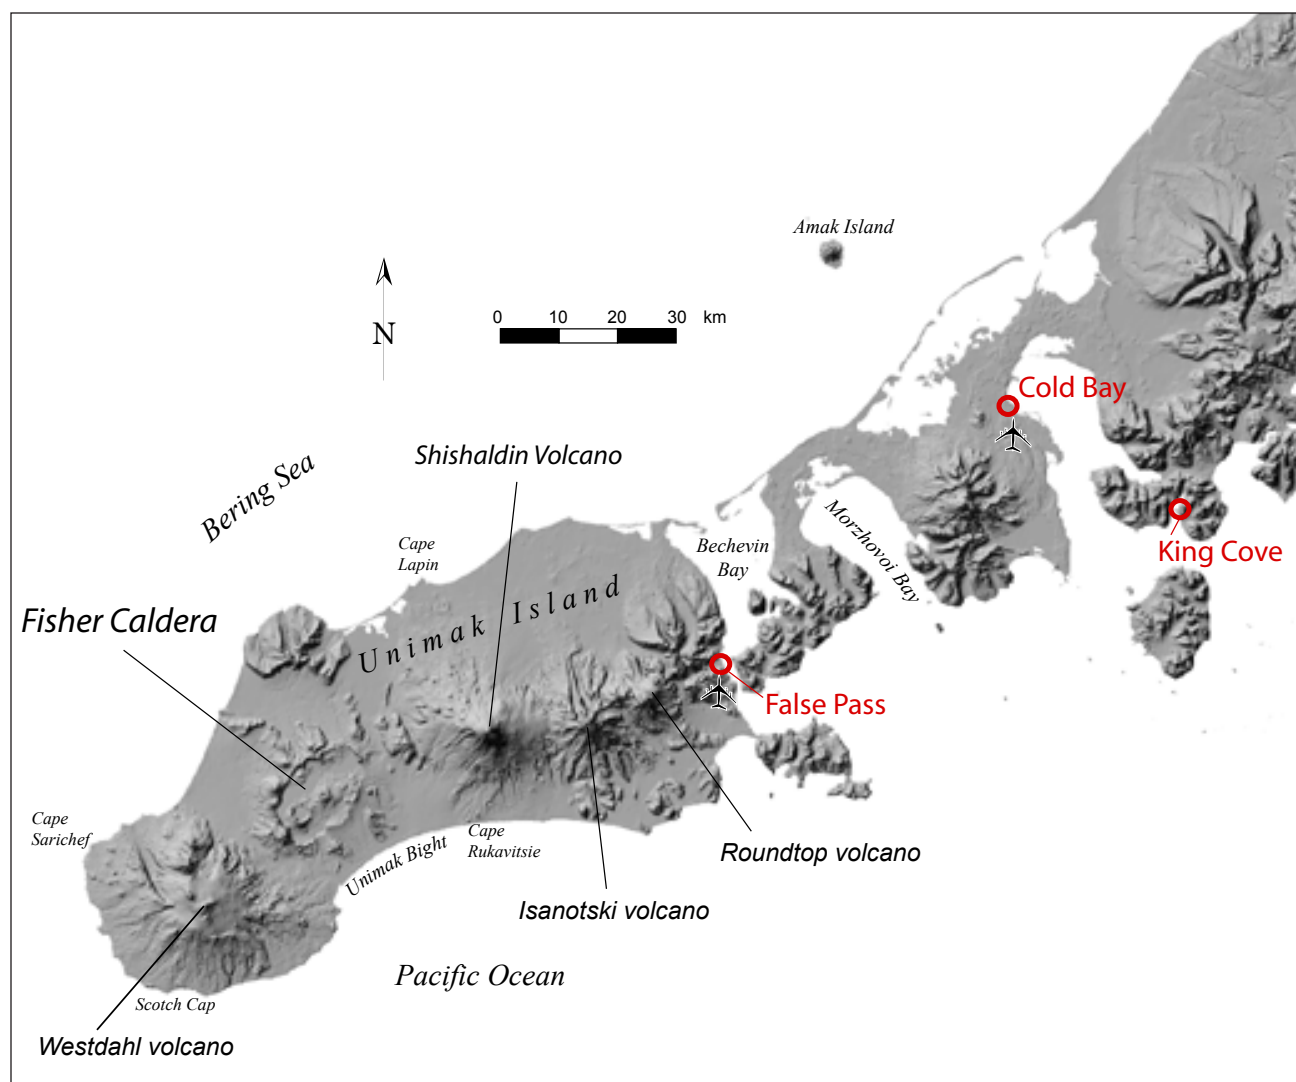 Amak Island
N
0 10 20 30 km
Cold Bay
Shishaldin Volcano
Bering Sea
Morzhovoi Bay
King Cove
Cape
Lapin
Bechevin
Bay
Unimak Island
Fisher Caldera
False Pass
Cape
Sarichef
Unimak Bight
Cape
Rukavitsie
Roundtop volcano
Isanotski volcano
Pacific Ocean
Scotch Cap
Westdahl volcano